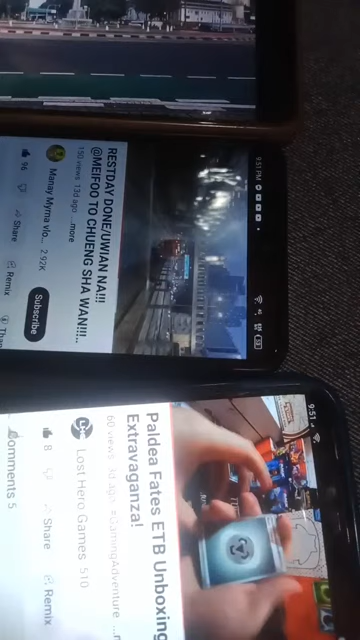 9:51 PM
RESTDAY DONE/UWIAN NA!!!
@MEIFOO TO CHUENG SHA WAN!!!..
150 views 13d ago ...more
Manay Myrna vlo... 2.92K
Subscribe
96
Share
Remix
9:51
Paldea Fates ETB Unboxing
Extravaganza!
60 views 3d ago #GamingAdventure
Lost Hero Games 510
8
Share
Remix
Comments 5